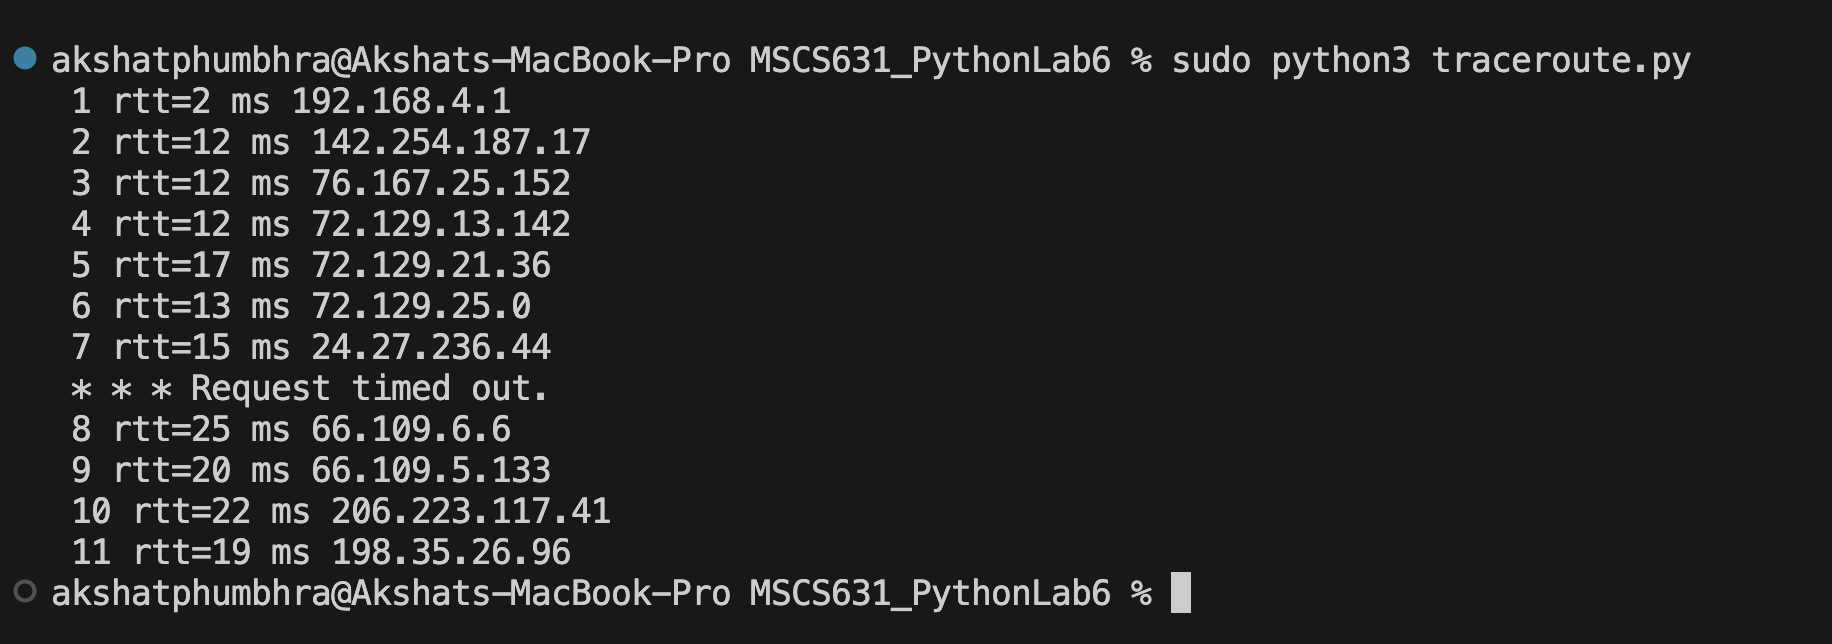 akshatphumbhra@Akshats-MacBook-Pro MSCS631_PythonLab6 % sudo python3 traceroute.py
1 rtt=2 ms 192.168.4.1
2 rtt=12 ms 142.254.187.17
3 rtt=12 ms 76.167.25.152
4 rtt=12 ms 72.129.13.142
5 rtt=17 ms 72.129.21.36
6 rtt=13 ms 72.129.25.0
7 rtt=15 ms 24.27.236.44
* * * Request timed out.
8 rtt=25 ms 66.109.6.6
9 rtt=20 ms 66.109.5.133
10 rtt=22 ms 206.223.117.41
11 rtt=19 ms 198.35.26.96
akshatphumbhra@Akshats-MacBook-Pro MSCS631_PythonLab6 %